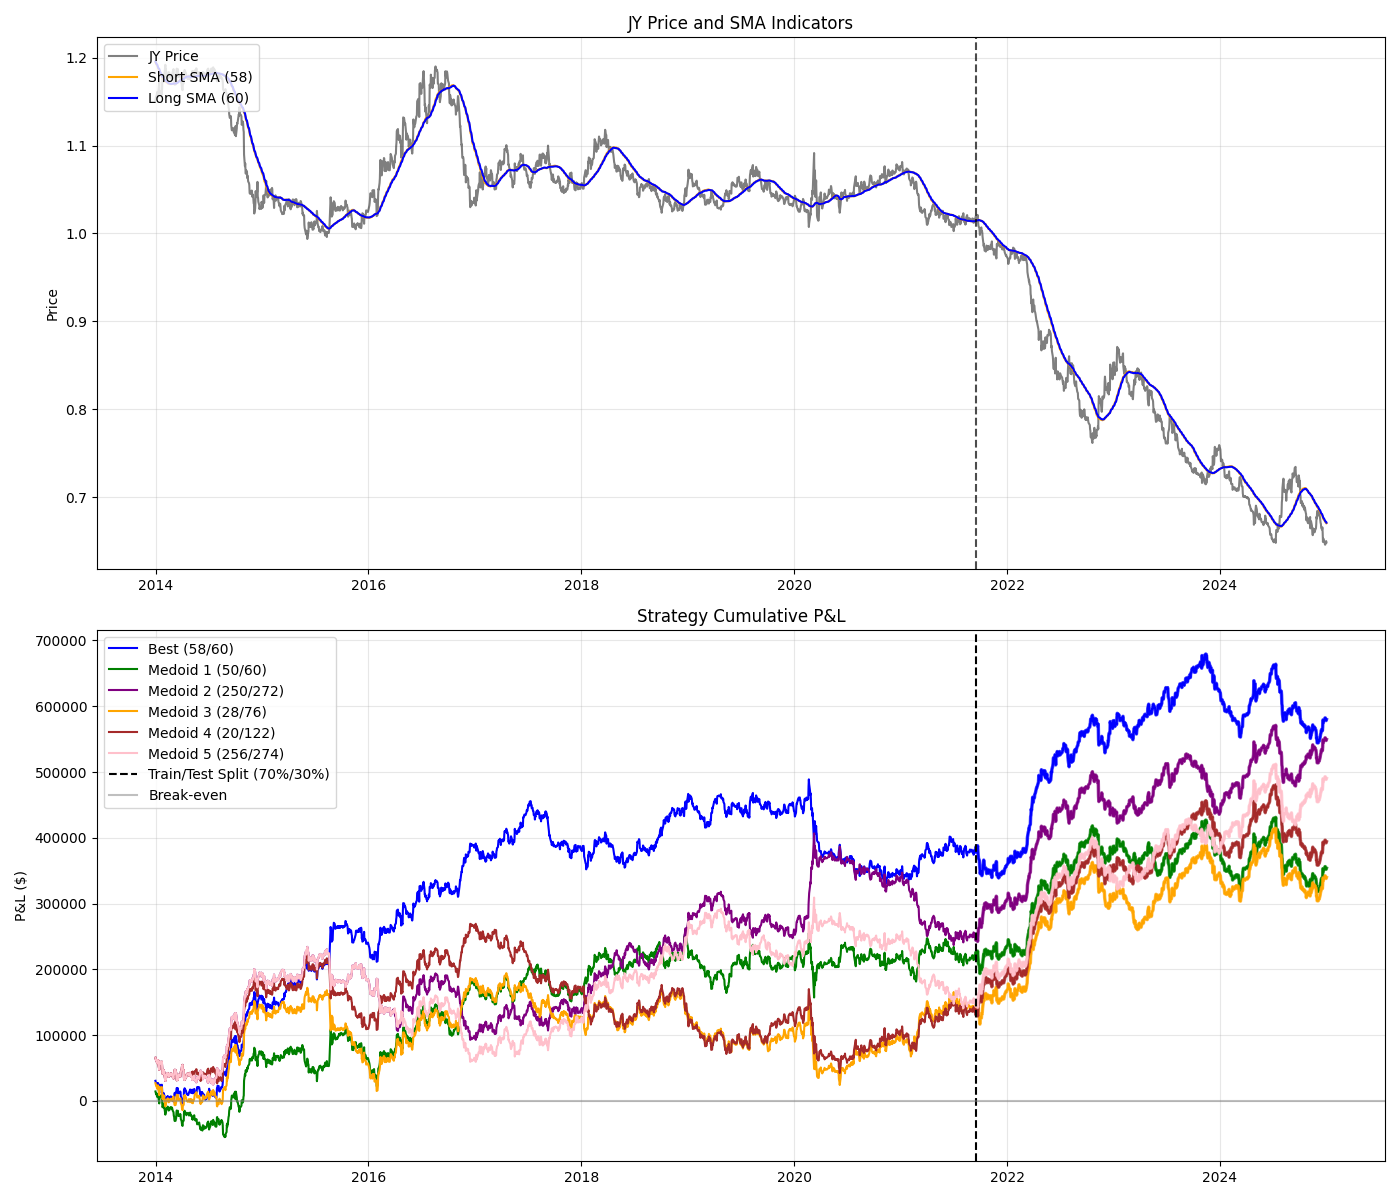 JY Price and SMA Indicators
JY Price
Short SMA (58)
Long SMA (60)
Price
1.2
1.1
1.0
0.9
0.8
0.7
2014 2016 2018 2020 2022 2024
Strategy Cumulative P&L
Best (58/60)
Medoid 1 (50/60)
Medoid 2 (250/272)
Medoid 3 (28/76)
Medoid 4 (20/122)
Medoid 5 (256/274)
Train/Test Split (70%/30%)
Break-even
P&L ($)
700000
600000
500000
400000
300000
200000
100000
0
2014 2016 2018 2020 2022 2024